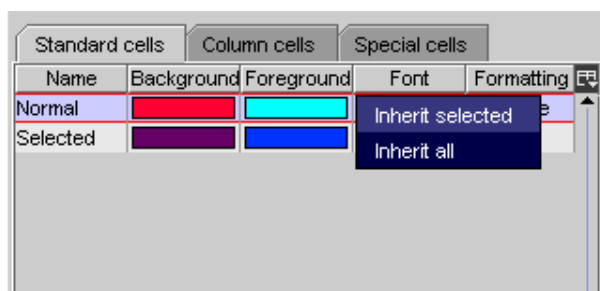 Standard cells Column cells Special cells
Name Background Foreground Font Formatting
Normal Inherit selected e
Selected Inherit all